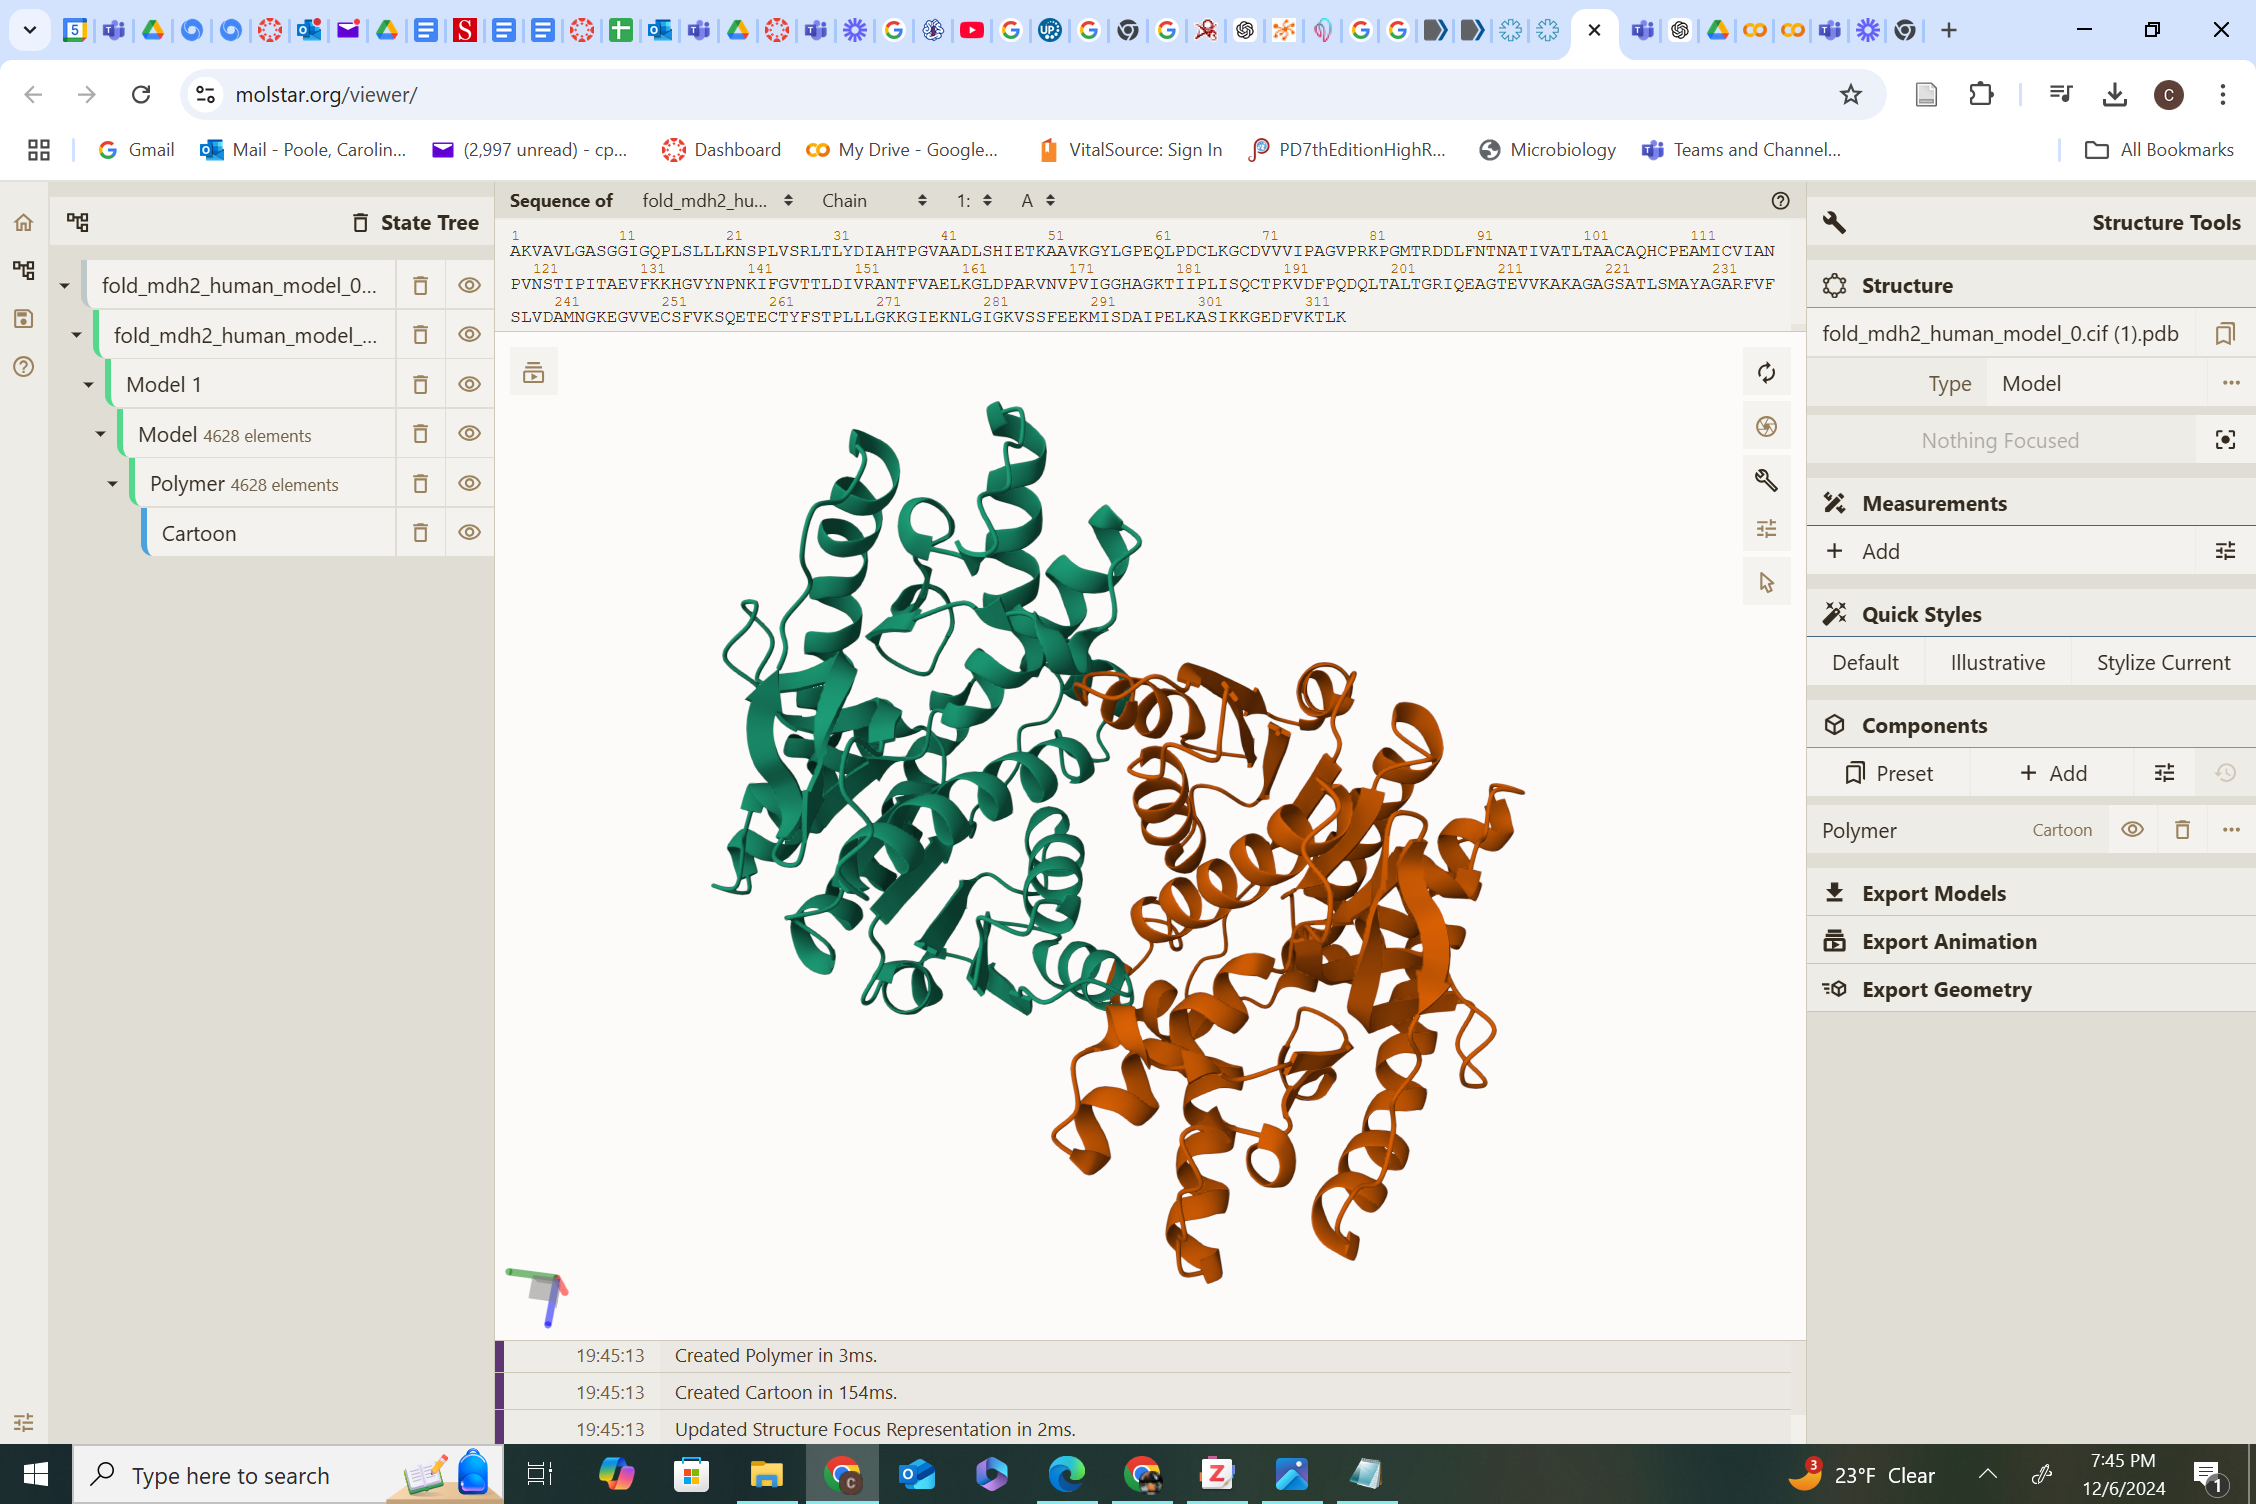 5
S
UP
molstar.org/viewer/
C
Gmail
Mail - Poole, Carolin...
(2,997 unread) - cp...
Dashboard
My Drive - Google...
VitalSource: Sign In
PD7thEditionHighR...
Microbiology
Teams and Channel...
All Bookmarks
State Tree
fold_mdh2_human_model_0...
fold_mdh2_human_model_...
Model 1
Model 4628 elements
Polymer 4628 elements
Cartoon
Sequence of fold_mdh2_hu... Chain 1: A
1 11 21 31 41 51 61 71 81 91 101 111
AKVAVLGASGGIGQPLSLLLKNSPLVSRLTLYDIAHTPGVAADLSHIETKAAVKGYLGPEQLPDCLKGCDVVVIPAGVPRKPGMTRDDLFNTNATIVATLTAACAQHCPEAMICVIAN
121 131 141 151 161 171 181 191 201 211 221 231
PVNSTIPITAEVFKKHGVYNPNKIFGVTTLDIVRANTFVAELKGLDPARVNVPVIGGHAGKTIIPLISQCTPKVDFPQDQLTALTGRIQEAGTEVVKAKAGAGSATLSMAYAGARFVF
241 251 261 271 281 291 301 311
SLVDAMNGKEGVVECSFVKSQETECTYFSTPLLLGKKGIEKNLGIGKVSSFEEKMISDAIPELKASIKKGEDFVKTLK
Structure Tools
Structure
fold_mdh2_human_model_0.cif (1).pdb
Type Model
Nothing Focused
Measurements
+ Add
Quick Styles
Default Illustrative Stylize Current
Components
Preset + Add
Polymer Cartoon
Export Models
Export Animation
Export Geometry
19:45:13 Created Polymer in 3ms.
19:45:13 Created Cartoon in 154ms.
19:45:13 Updated Structure Focus Representation in 2ms.
Type here to search
C
Z
3
23°F Clear
7:45 PM
12/6/2024
1